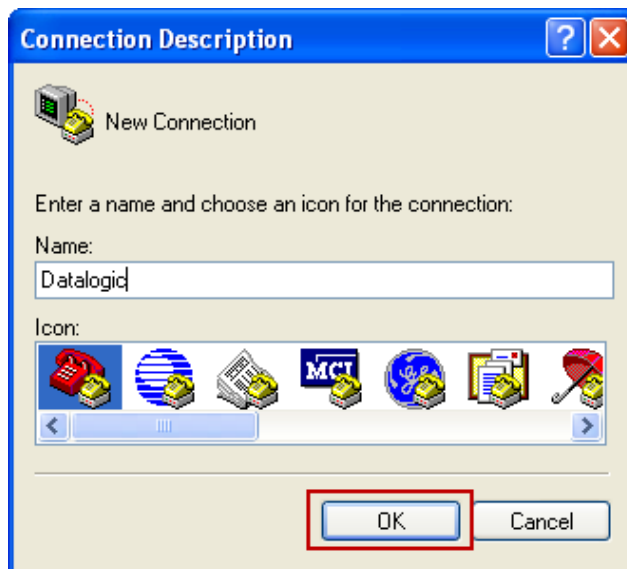 Connection Description
New Connection
Enter a name and choose an icon for the connection:
Name:
Datalogic
Icon:
MCI
OK
Cancel